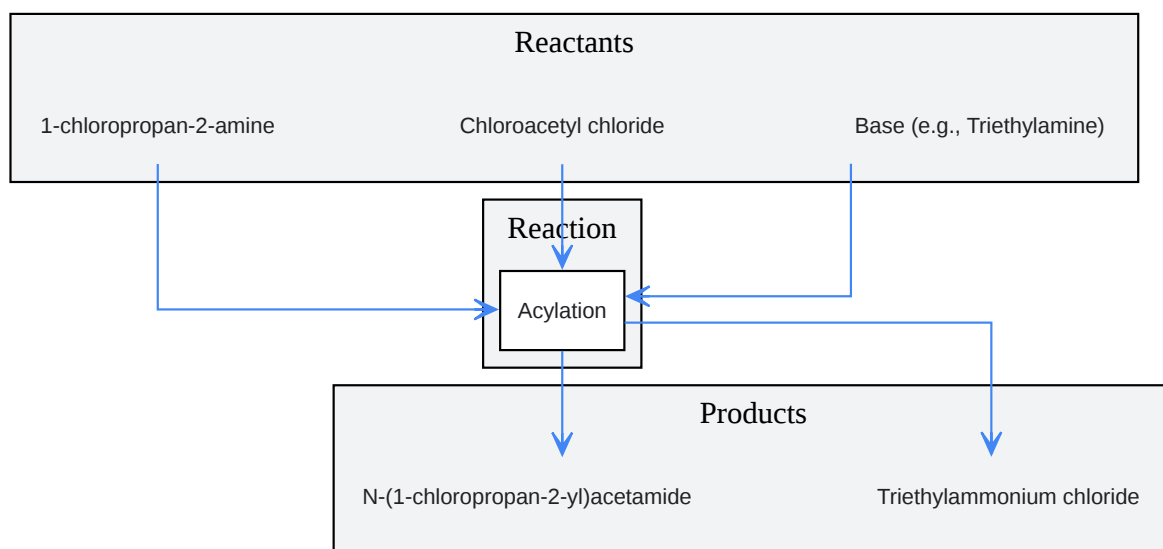 Reactants
1-chloropropan-2-amine
Chloroacetyl chloride
Base (e.g., Triethylamine)
Reaction
Acylation
Products
N-(1-chloropropan-2-yl)acetamide
Triethylammonium chloride